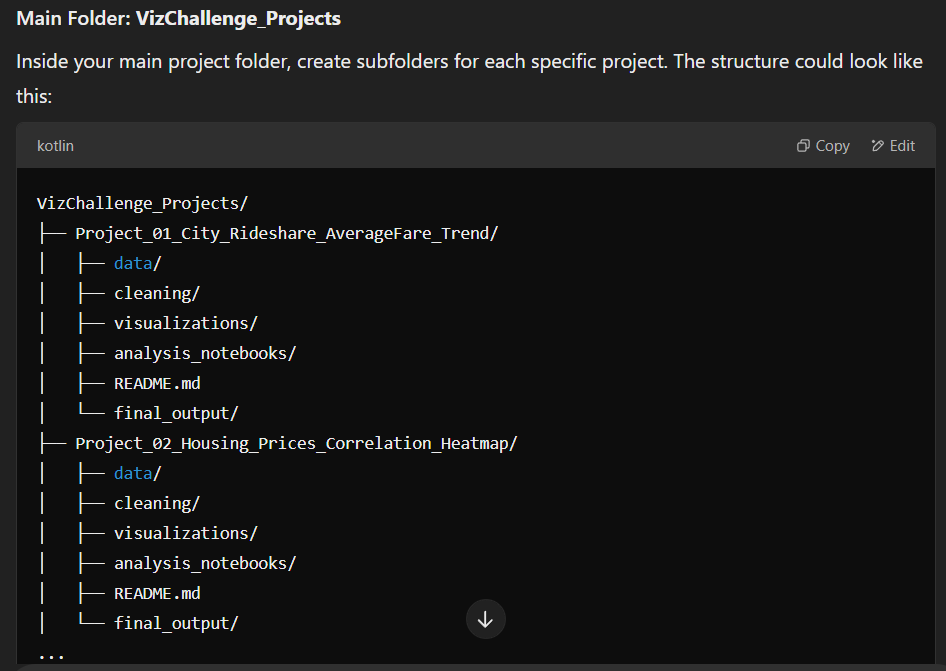 Main Folder: VizChallenge_Projects
Inside your main project folder, create subfolders for each specific project. The structure could look like
this:
kotlin Copy Edit
VizChallenge_Projects/
├── Project_01_City_Rideshare_AverageFare_Trend/
│   ├── data/
│   ├── cleaning/
│   ├── visualizations/
│   ├── analysis_notebooks/
│   ├── README.md
│   └── final_output/
├── Project_02_Housing_Prices_Correlation_Heatmap/
│   ├── data/
│   ├── cleaning/
│   ├── visualizations/
│   ├── analysis_notebooks/
│   ├── README.md
│   └── final_output/
...